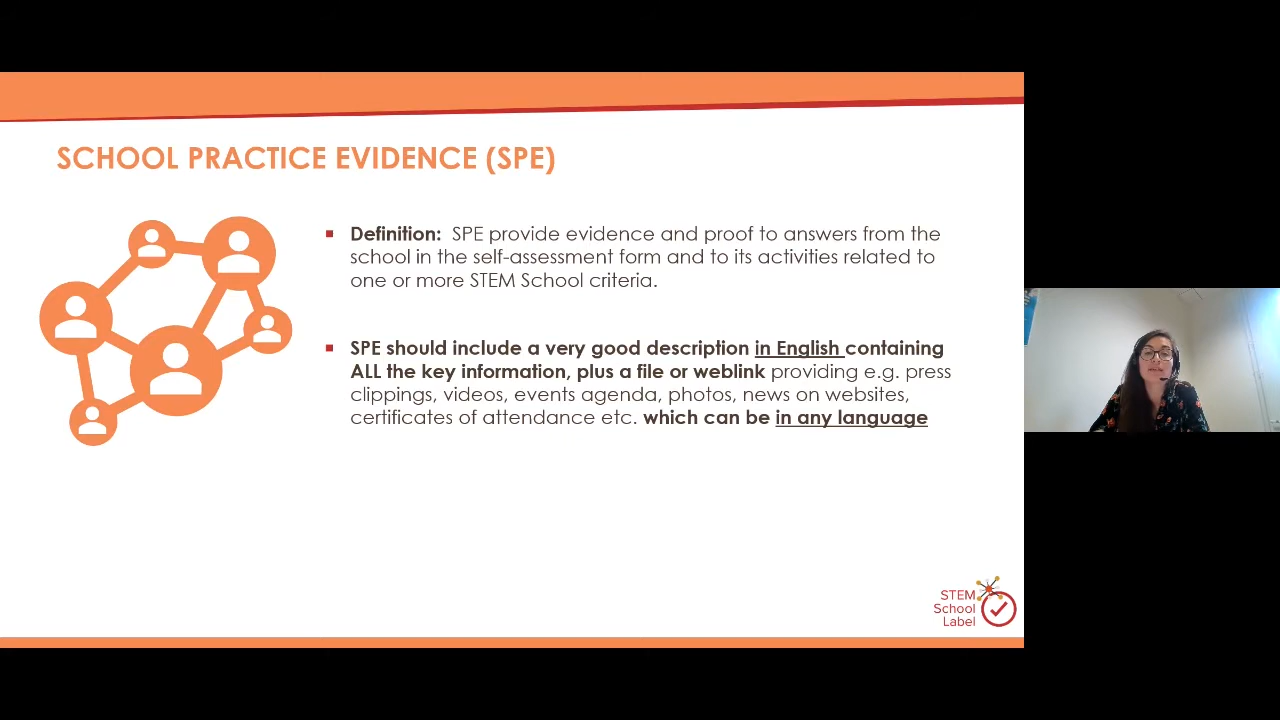 SCHOOL PRACTICE EVIDENCE (SPE)
Definition: SPE provide evidence and proof to answers from the
school in the self-assessment form and to its activities related to
one or more STEM School criteria.
SPE should include a very good description in English containing
ALL the key information, plus a file or weblink providing e.g. press
clippings, videos, events agenda, photos, news on websites,
certificates of attendance etc. which can be in any language
STEM
School
Label